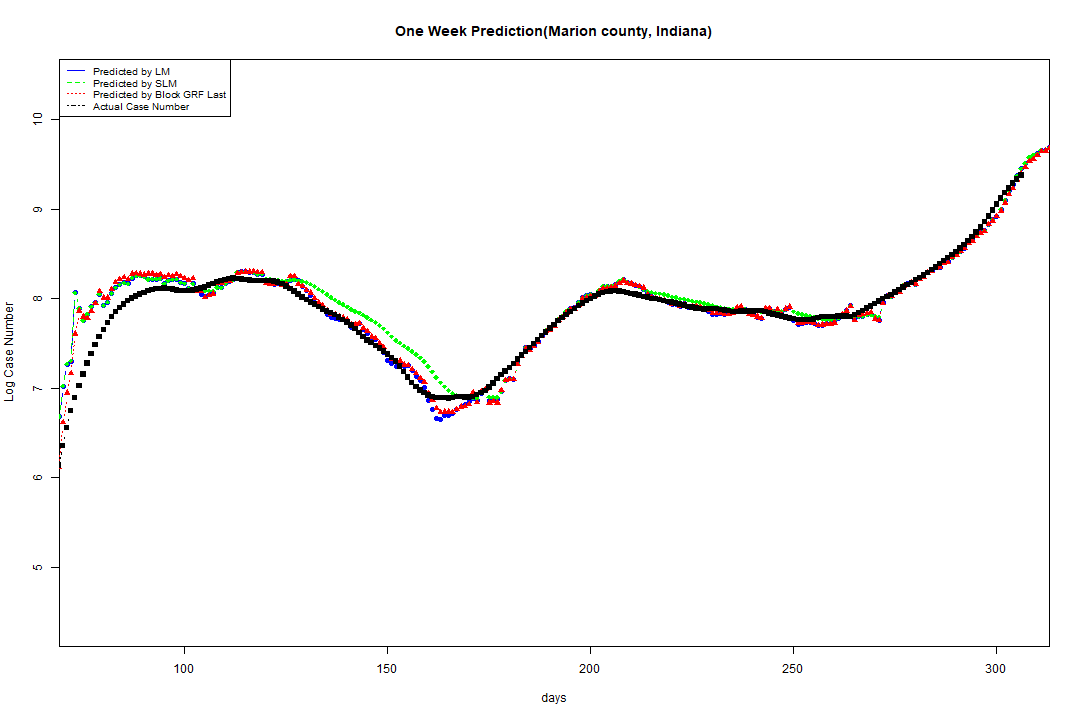 One Week Prediction(Marion county, Indiana)
Predicted by LM
Predicted by SLM
Predicted by Block GRF Last
Actual Case Number
10
9
8
7
6
5
Log Case Number
100 150 200 250 300
days